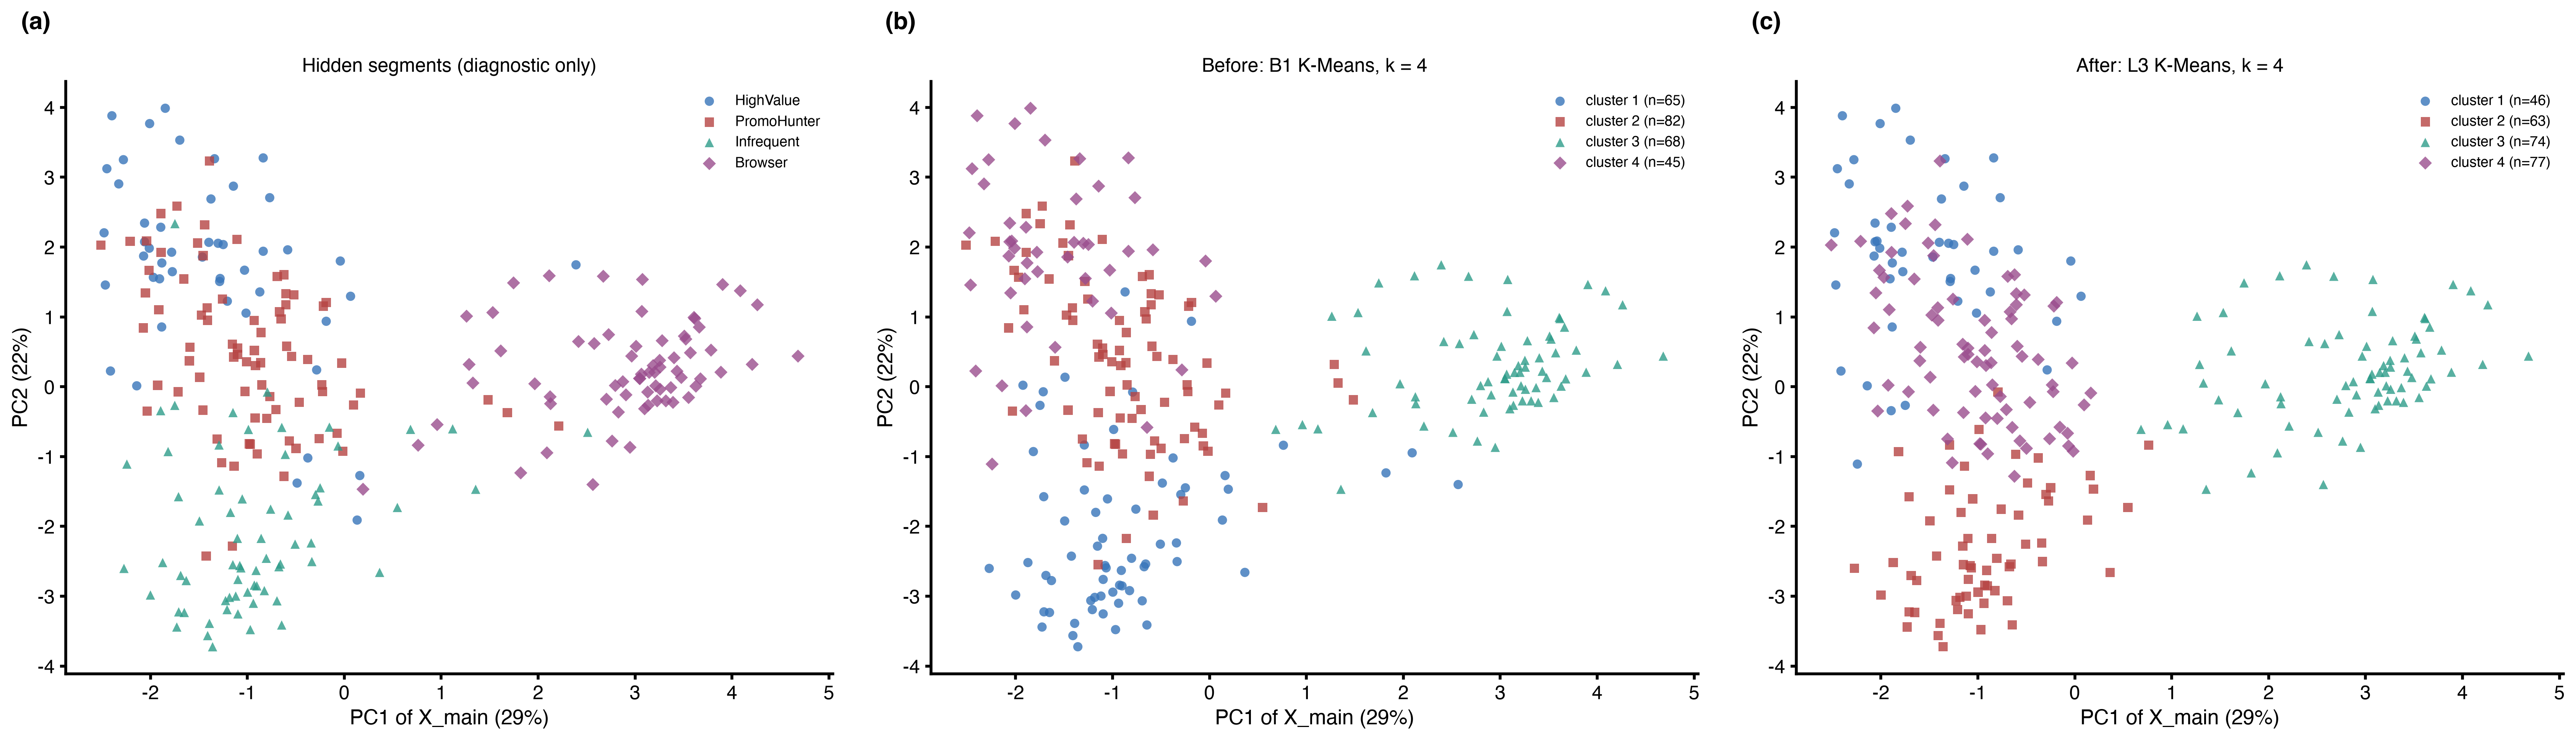 (a)
Hidden segments (diagnostic only)
HighValue
PromoHunter
Infrequent
Browser
4
3
2
1
0
-1
-2
-3
-4
PC2 (22%)
-2 -1 0 1 2 3 4 5
PC1 of X_main (29%)
(b)
Before: B1 K-Means, k = 4
cluster 1 (n=65)
cluster 2 (n=82)
cluster 3 (n=68)
cluster 4 (n=45)
4
3
2
1
0
-1
-2
-3
-4
PC2 (22%)
-2 -1 0 1 2 3 4 5
PC1 of X_main (29%)
(c)
After: L3 K-Means, k = 4
cluster 1 (n=46)
cluster 2 (n=63)
cluster 3 (n=74)
cluster 4 (n=77)
4
3
2
1
0
-1
-2
-3
-4
PC2 (22%)
-2 -1 0 1 2 3 4 5
PC1 of X_main (29%)